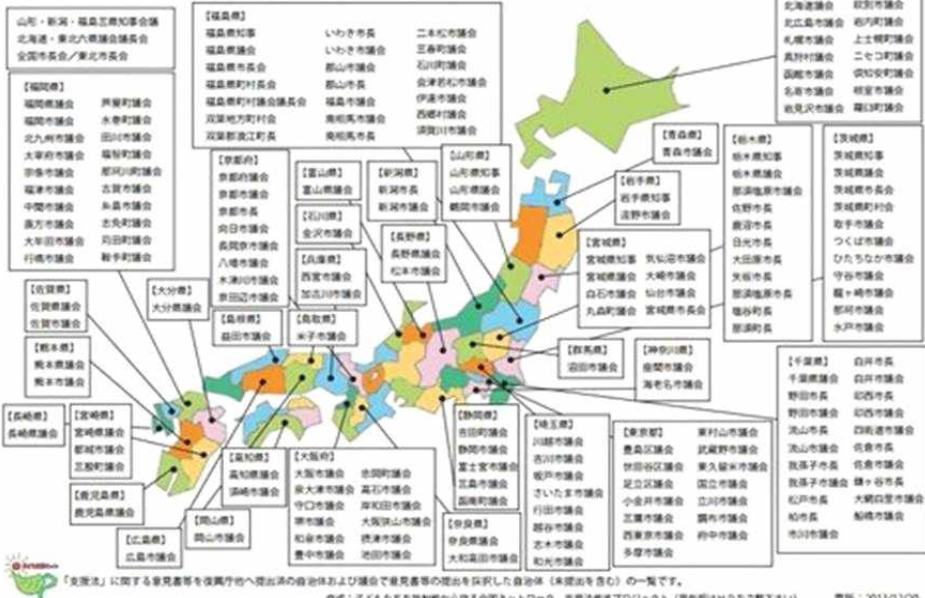 山形・新潟・福島三県知事会議
北海道・東北六県議会議長会
全国市長会/東北市長会
【福岡県】
福岡県議会 芦屋町議会
福岡市議会 水巻町議会
北九州市議会 田川市議会
太宰府市議会 福智町議会
宗像市議会 那珂川町議会
福津市議会 古賀市議会
中間市議会 糸島市議会
直方市議会 志免町議会
大牟田市議会 苅田町議会
行橋市議会 鞍手町議会
【福島県】
福島県知事 いわき市長 二本松市議会
福島県議会 いわき市議会 三春町議会
福島県市長会 郡山市議会 石川町議会
福島県町村長会 郡山市長 会津若松市議会
福島県町村議会議長会 福島市議会 伊達市議会
双葉地方町村会 南相馬市議会 西郷村議会
双葉郡浪江町長 南相馬市長 須賀川市議会
北海道議会 紋別市議会
北広島市議会 岩内町議会
札幌市議会 上士幌町議会
真狩村議会 ニセコ町議会
函館市議会 倶知安町議会
名寄市議会 根室市議会
岩見沢市議会 羅臼町議会
【京都府】
京都府議会
京都市議会
京都市長
向日市議会
長岡京市議会
八幡市議会
木津川市議会
京田辺市議会
【富山県】
富山県議会
【石川県】
金沢市議会
【兵庫県】
西宮市議会
加古川市議会
【新潟県】
新潟市長
新潟市議会
【長野県】
長野県議会
松本市議会
【山形県】
山形県知事
山形県議会
鶴岡市議会
【青森県】
青森市議会
【岩手県】
岩手県知事
遠野市議会
【宮城県】
宮城県知事 気仙沼市議会
宮城県議会 大崎市議会
白石市議会 仙台市議会
丸森町議会 宮城県市長会
【栃木県】
栃木県知事
栃木県議会
那須塩原市議会
佐野市長
鹿沼市長
日光市長
大田原市長
矢板市長
那須塩原市長
塩谷町長
那須町長
【茨城県】
茨城県知事
茨城県議会
茨城県市長会
茨城県町村会
取手市議会
つくば市議会
ひたちなか市議会
守谷市議会
龍ヶ崎市議会
那珂市議会
水戸市議会
【佐賀県】
佐賀県議会
佐賀市議会
【大分県】
大分県議会
【島根県】
益田市議会
【鳥取県】
米子市議会
【熊本県】
熊本県議会
熊本市議会
【群馬県】
沼田市議会
【神奈川県】
座間市議会
海老名市議会
【長崎県】
長崎県議会
【宮崎県】
宮崎県議会
都城市議会
三股町議会
【鹿児島県】
鹿児島県議会
【広島県】
広島市議会
【岡山県】
岡山市議会
【高知県】
高知県議会
須崎市議会
【大阪府】
大阪市議会 忠岡町議会
泉大津市議会 高石市議会
守口市議会 岸和田市議会
堺市議会 大阪狭山市議会
和泉市議会 摂津市議会
豊中市議会 池田市議会
【奈良県】
奈良県議会
大和高田市議会
【静岡県】
吉田町議会
静岡市議会
富士宮市議会
三島市議会
函南町議会
【埼玉県】
川越市議会
吉川市議会
坂戸市議会
さいたま市議会
行田市議会
越谷市議会
志木市議会
和光市議会
【東京都】 東村山市議会
豊島区議会 武蔵野市議会
世田谷区議会 東久留米市議会
足立区議会 国立市議会
小金井市議会 立川市議会
三鷹市議会 調布市議会
西東京市議会 府中市議会
多摩市議会
【千葉県】 白井市長
千葉県議会 白井市議会
野田市長 印西市長
野田市議会 印西市議会
流山市長 四街道市議会
流山市議会 佐倉市長
我孫子市長 佐倉市議会
我孫子市議会 鎌ヶ谷市長
松戸市長 大網白里市議会
柏市長 船橋市議会
市川市議会
「支援法」に関する意見書等を復興庁他へ提出済の自治体および議会で意見書等の提出を採択した自治体(未提出を含む)の一覧です。